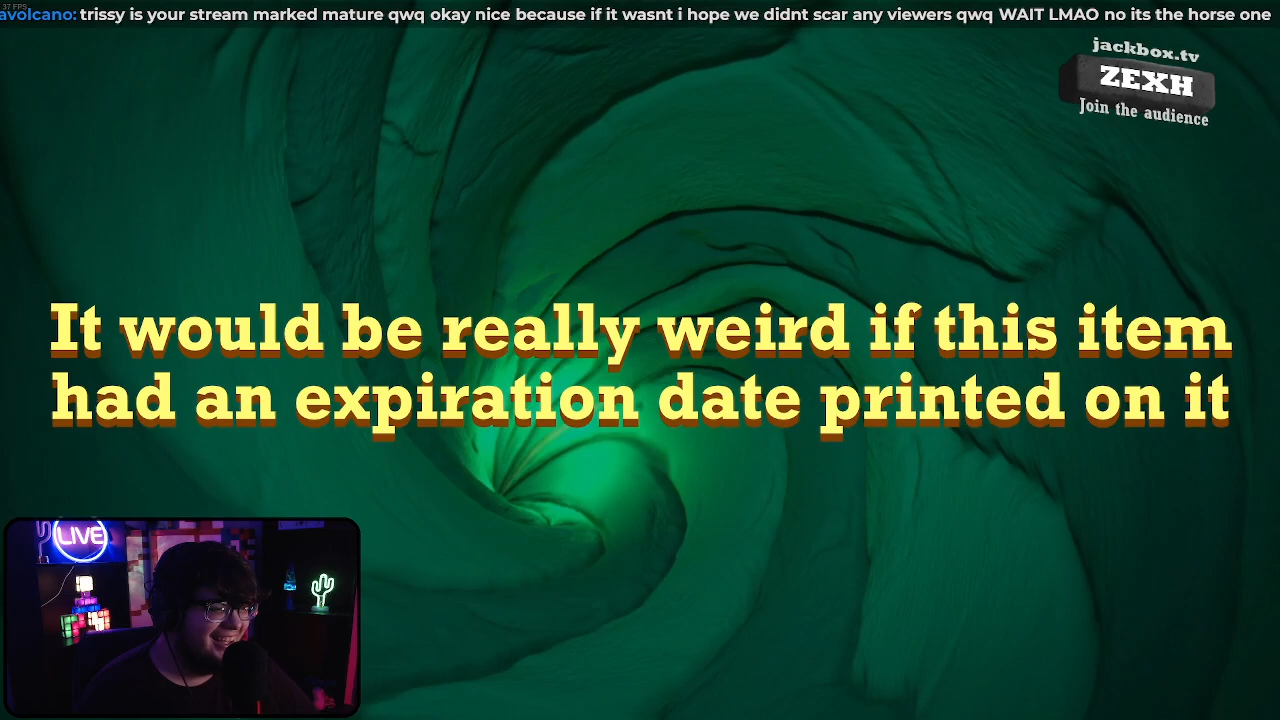 37 FPS
avolcano: trissy is your stream marked mature qwq okay nice because if it wasnt i hope we didnt scar any viewers qwq WAIT LMAO no its the horse one
jackbox.tv
ZEXH
Join the audience
It would be really weird if this item
had an expiration date printed on it
LIVE